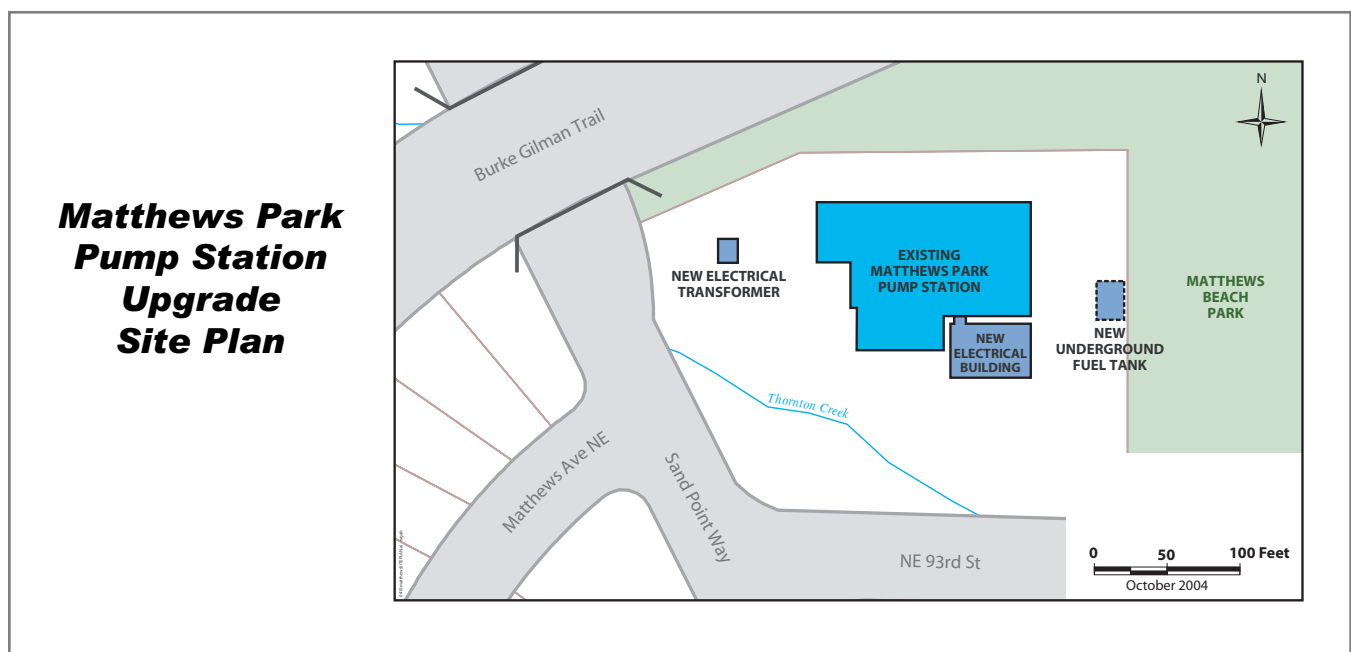 Matthews Park
Pump Station
Upgrade
Site Plan
N
Burke Gilman Trail
NEW ELECTRICAL
TRANSFORMER
EXISTING
MATTHEWS PARK
PUMP STATION
NEW
ELECTRICAL
BUILDING
NEW
UNDERGROUND
FUEL TANK
MATTHEWS
BEACH
PARK
Thornton Creek
Matthews Ave NE
Sand Point Way
NE 93rd St
0 50 100 Feet
October 2004